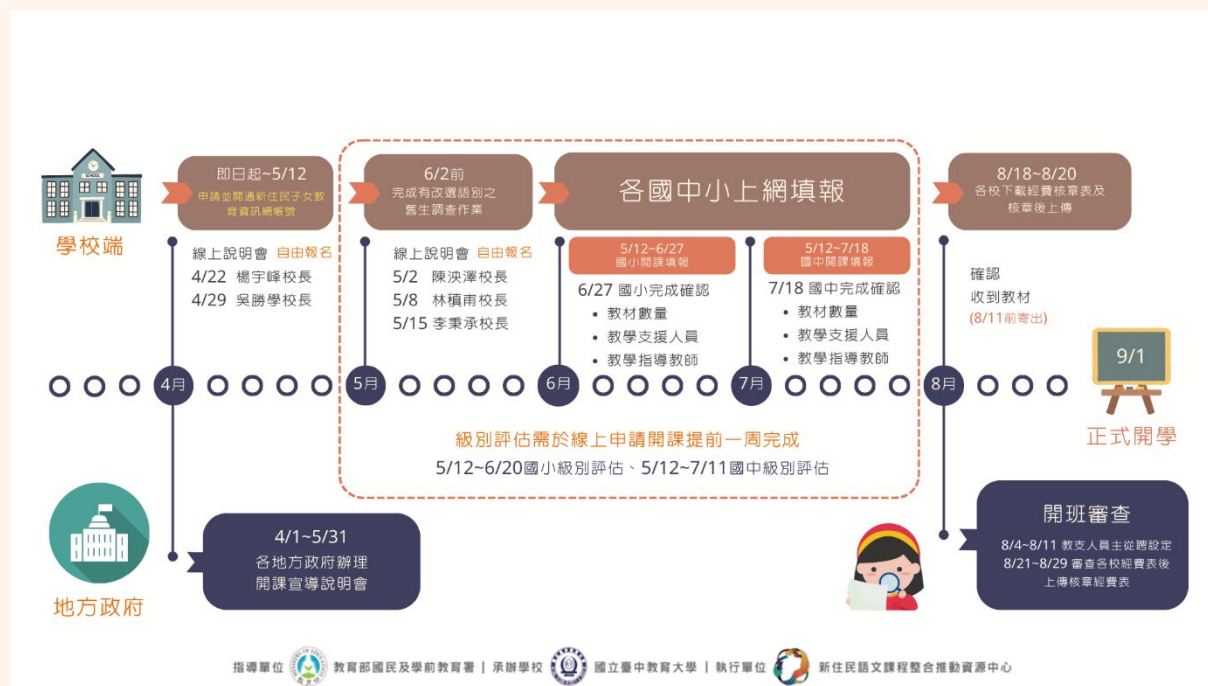 SCHOOL
學校端
即日起~5/12
申請並開通新住民子女教
育資訊網帳號
線上說明會 自由報名
4/22 楊宇峰校長
4/29 吳勝學校長
6/2前
完成有改選語別之
舊生調查作業
線上說明會 自由報名
5/2 陳泱澤校長
5/8 林稹甫校長
5/15 李秉承校長
各國中小上網填報
5/12~6/27
國小開課填報
6/27 國小完成確認
• 教材數量
• 教學支援人員
• 教學指導教師
5/12~7/18
國中開課填報
7/18 國中完成確認
• 教材數量
• 教學支援人員
• 教學指導教師
8/18~8/20
各校下載經費核章表及
核章後上傳
確認
收到教材
(8/11前寄出)
4月
5月
6月
7月
8月
9/1
正式開學
級別評估需於線上申請開課提前一周完成
5/12~6/20國小級別評估、5/12~7/11國中級別評估
地方政府
4/1~5/31
各地方政府辦理
開課宣導說明會
開班審查
8/4~8/11 教支人員主從聘設定
8/21~8/29 審查各校經費表後
上傳核章經費表
指導單位 教育部國民及學前教育署 | 承辦學校 國立臺中教育大學 | 執行單位 新住民語文課程整合推動資源中心